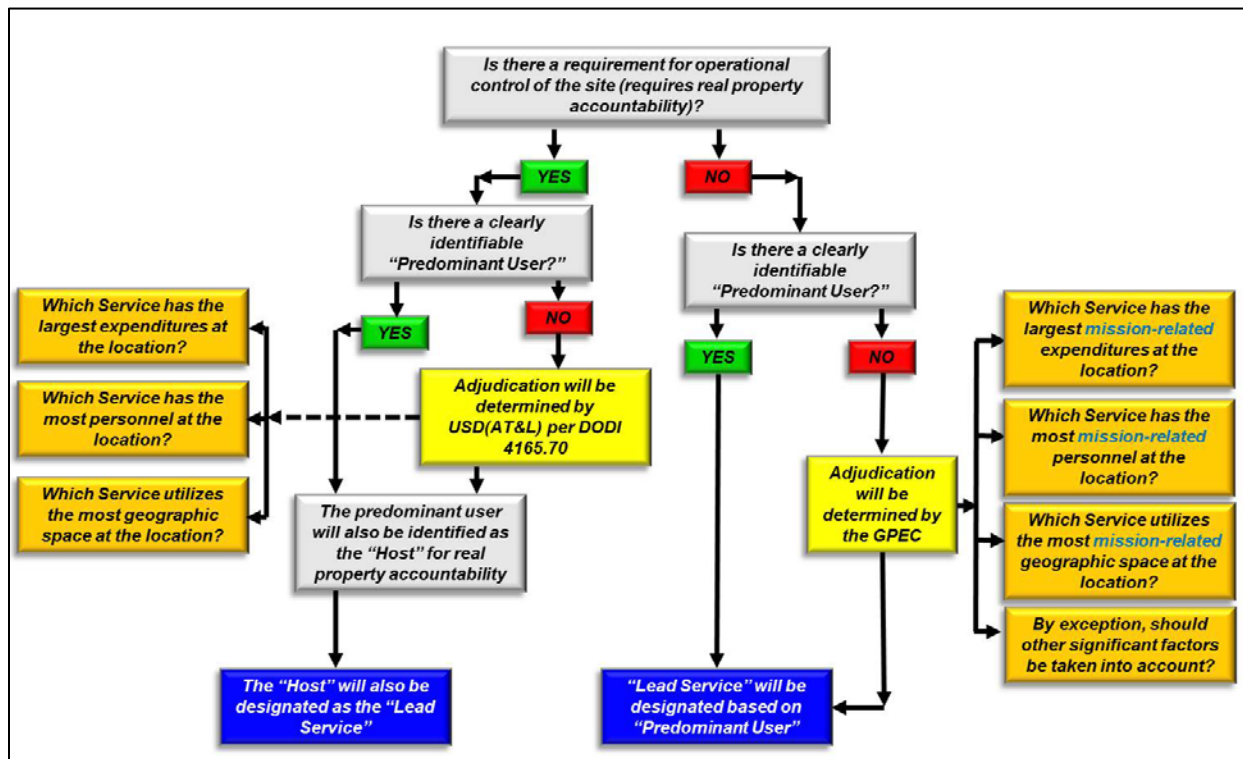 Is there a requirement for operational
control of the site (requires real property
accountability)?
YES
NO
Is there a clearly
identifiable
“Predominant User?”
Is there a clearly
identifiable
“Predominant User?”
Which Service has the
largest expenditures at
the location?
YES
NO
YES
NO
Which Service has the
largest mission-related
expenditures at the
location?
Which Service has the
most personnel at the
location?
Adjudication will be
determined by
USD(AT&L) per DODI
4165.70
Which Service has the
most mission-related
personnel at the
location?
Which Service utilizes
the most geographic
space at the location?
The predominant user
will also be identified as
the “Host” for real
property accountability
Adjudication
will be
determined by
the GPEC
Which Service utilizes
the most mission-related
geographic space at the
location?
By exception, should
other significant factors
be taken into account?
The “Host” will also be
designated as the “Lead
Service”
“Lead Service” will be
designated based on
“Predominant User”